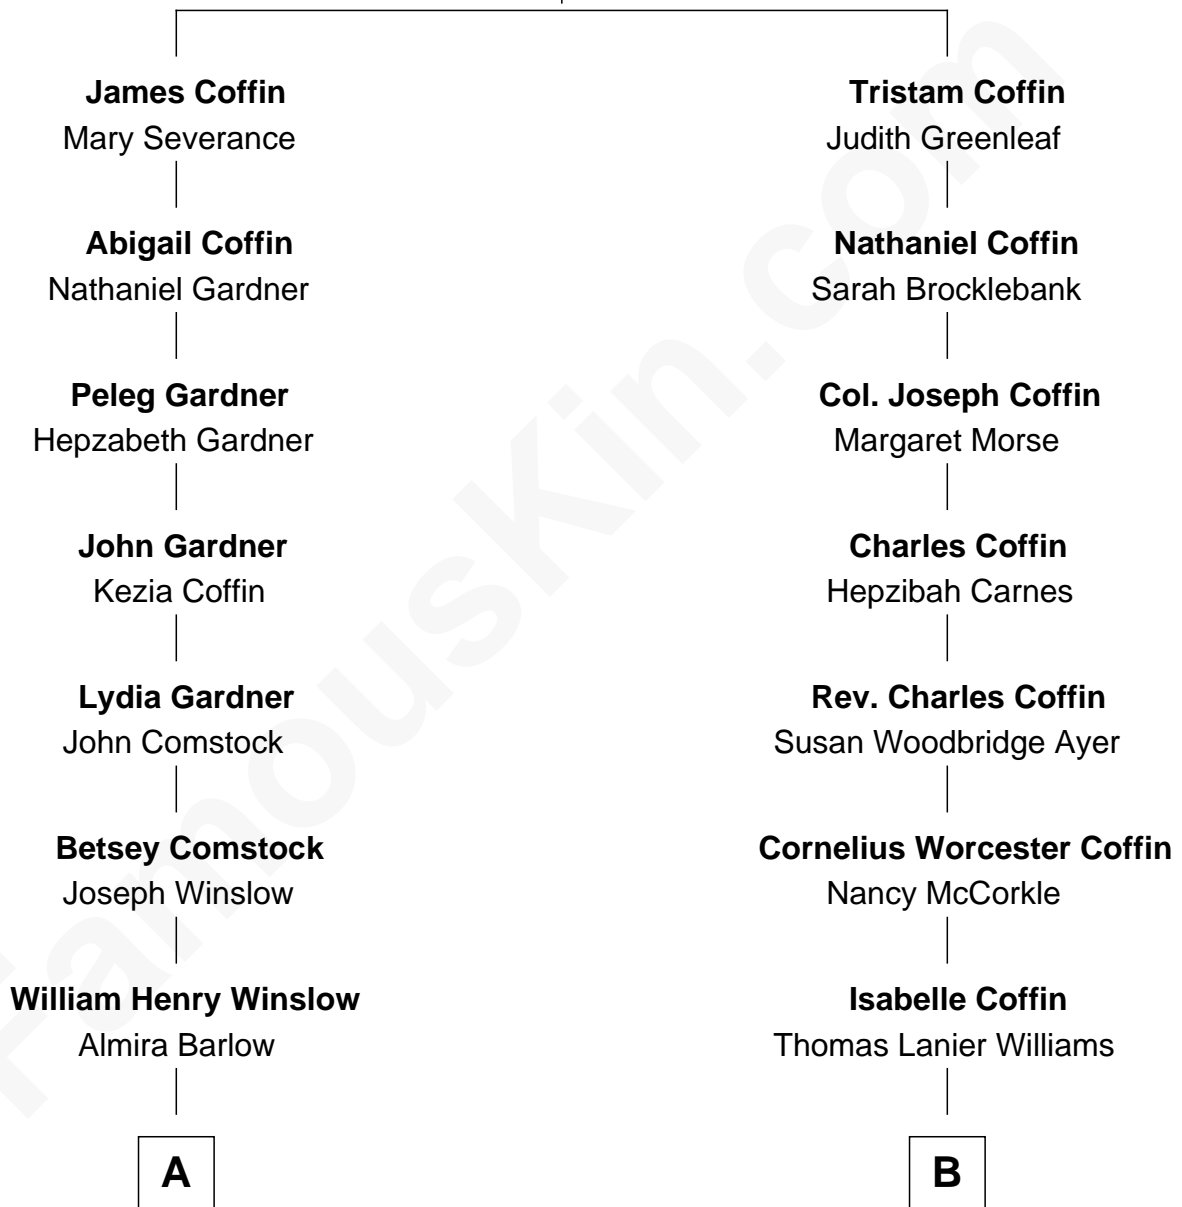 James Coffin
Mary Severance
Abigail Coffin
Nathaniel Gardner
Peleg Gardner
Hepzabeth Gardner
John Gardner
Kezia Coffin
Lydia Gardner
John Comstock
Betsey Comstock
Joseph Winslow
William Henry Winslow
Almira Barlow
A
Tristam Coffin
Judith Greenleaf
Nathaniel Coffin
Sarah Brocklebank
Col. Joseph Coffin
Margaret Morse
Charles Coffin
Hepzibah Carnes
Rev. Charles Coffin
Susan Woodbridge Ayer
Cornelius Worcester Coffin
Nancy McCorkle
Isabelle Coffin
Thomas Lanier Williams
B
FamousKin.com